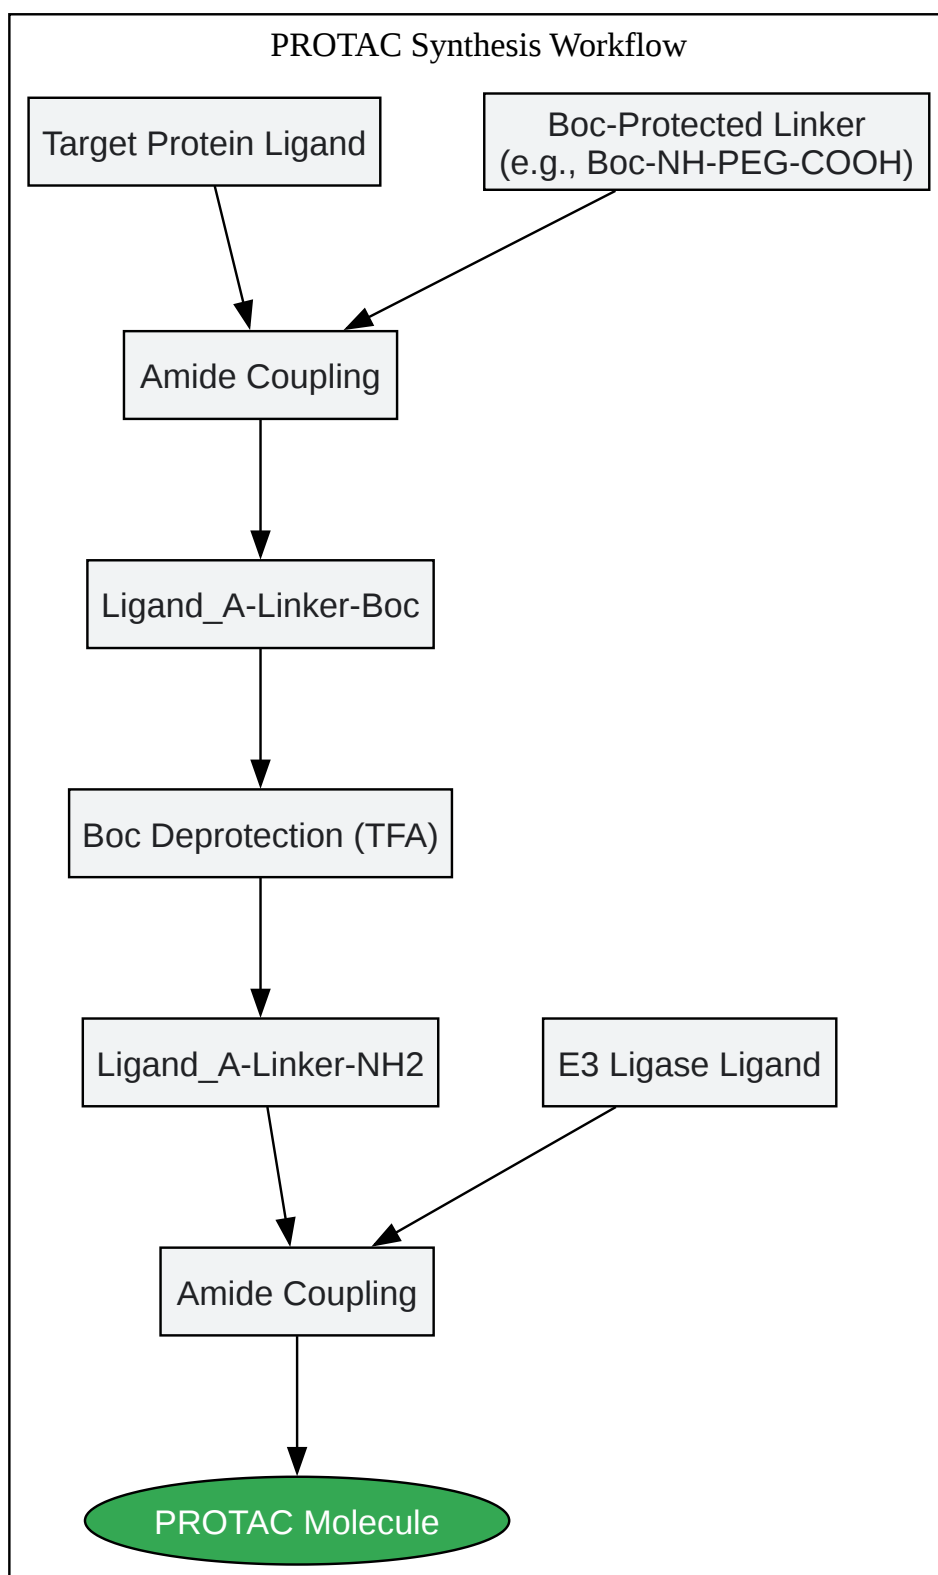 PROTAC Synthesis Workflow
Target Protein Ligand
Boc-Protected Linker
(e.g., Boc-NH-PEG-COOH)
Amide Coupling
Ligand_A-Linker-Boc
Boc Deprotection (TFA)
Ligand_A-Linker-NH2
E3 Ligase Ligand
Amide Coupling
PROTAC Molecule